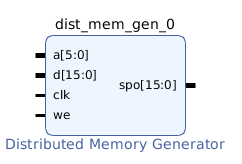 dist_mem_gen_0
a[5:0]
d[15:0]
clk
we
spo[15:0]
Distributed Memory Generator